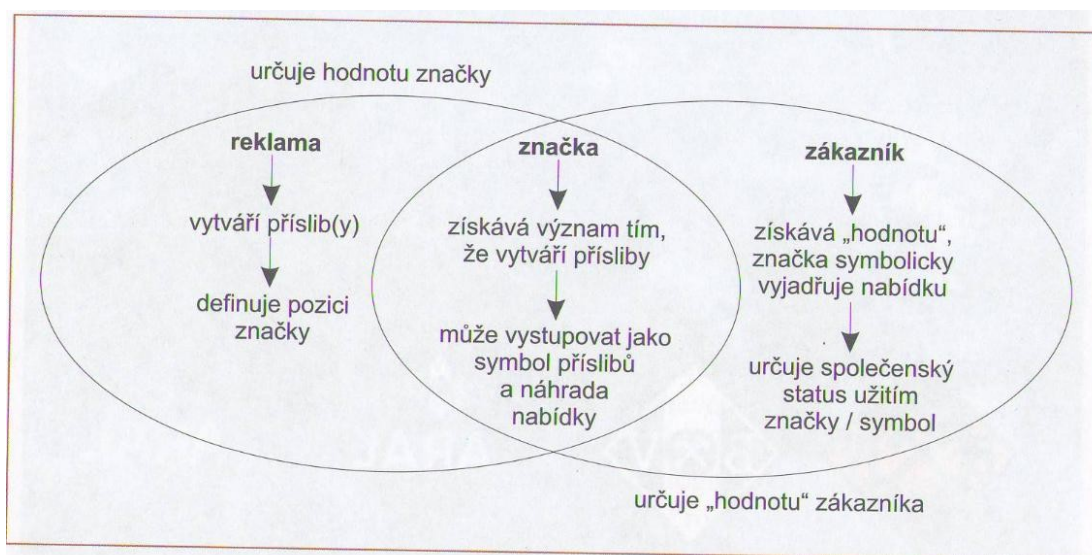 určuje hodnotu značky
reklama
vytváří příslib(y)
definuje pozici
značky
značka
získává význam tím,
že vytváří přísliby
může vystupovat jako
symbol příslibů
a náhrada
nabídky
zákazník
získává „hodnotu“,
značka symbolicky
vyjadřuje nabídku
určuje společenský
status užitím
značky / symbol
určuje „hodnotu“ zákazníka